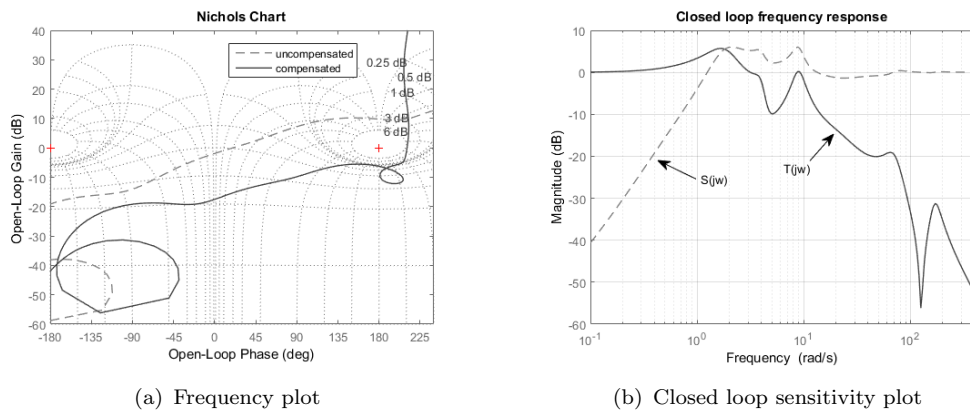 Nichols Chart
uncompensated
compensated
0.25 dB
0.5 dB
1 dB
3 dB
6 dB
40
30
20
10
0
-10
-20
-30
-40
-50
-60
Open-Loop Gain (dB)
-180
-135
-90
-45
0
45
90
135
180
225
Open-Loop Phase (deg)
(a) Frequency plot
Closed loop frequency response
10
0
-10
-20
-30
-40
-50
-60
Magnitude (dB)
S(jw)
T(jw)
10^-1
10^0
10^1
10^2
Frequency (rad/s)
(b) Closed loop sensitivity plot